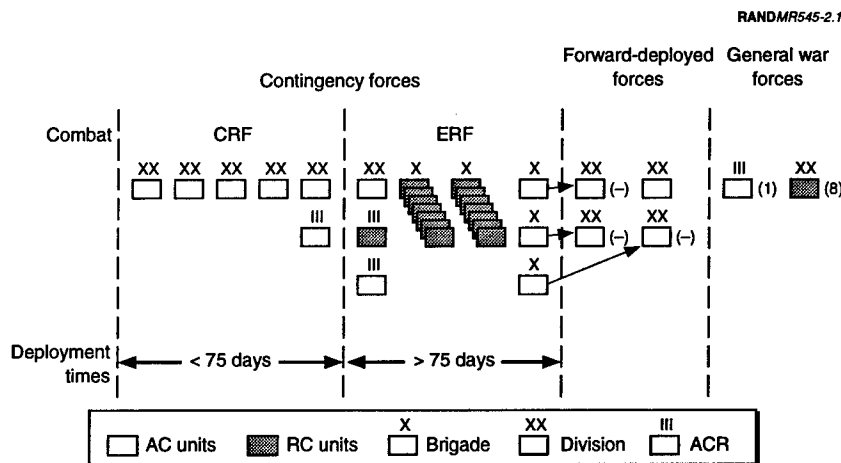 RANDMR545-2.1
Forward-deployed forces
General war forces
Contingency forces
Combat
CRF
ERF
XX XX XX XX XX XX X X X XX XX III XX
(–) (1) (8)
III III X XX XX
(–) (–)
III X
Deployment times
< 75 days
> 75 days
X XX III
AC units RC units Brigade Division ACR